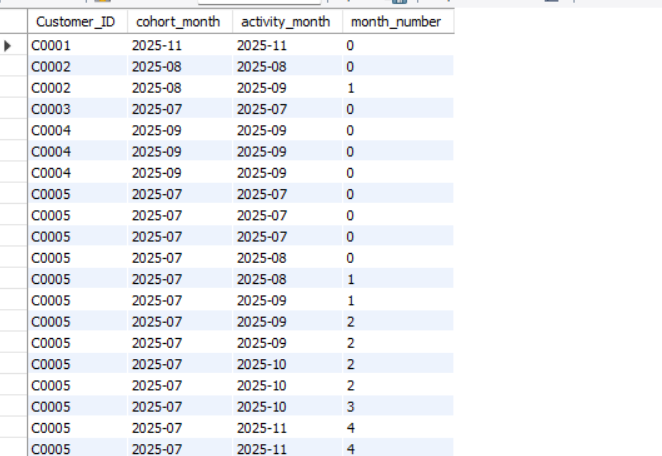 Customer_ID cohort_month activity_month month_number
C0001 2025-11 2025-11 0
C0002 2025-08 2025-08 0
C0002 2025-08 2025-09 1
C0003 2025-07 2025-07 0
C0004 2025-09 2025-09 0
C0004 2025-09 2025-09 0
C0004 2025-09 2025-09 0
C0005 2025-07 2025-07 0
C0005 2025-07 2025-07 0
C0005 2025-07 2025-07 0
C0005 2025-07 2025-08 0
C0005 2025-07 2025-08 1
C0005 2025-07 2025-09 1
C0005 2025-07 2025-09 2
C0005 2025-07 2025-09 2
C0005 2025-07 2025-10 2
C0005 2025-07 2025-10 2
C0005 2025-07 2025-10 3
C0005 2025-07 2025-11 4
C0005 2025-07 2025-11 4